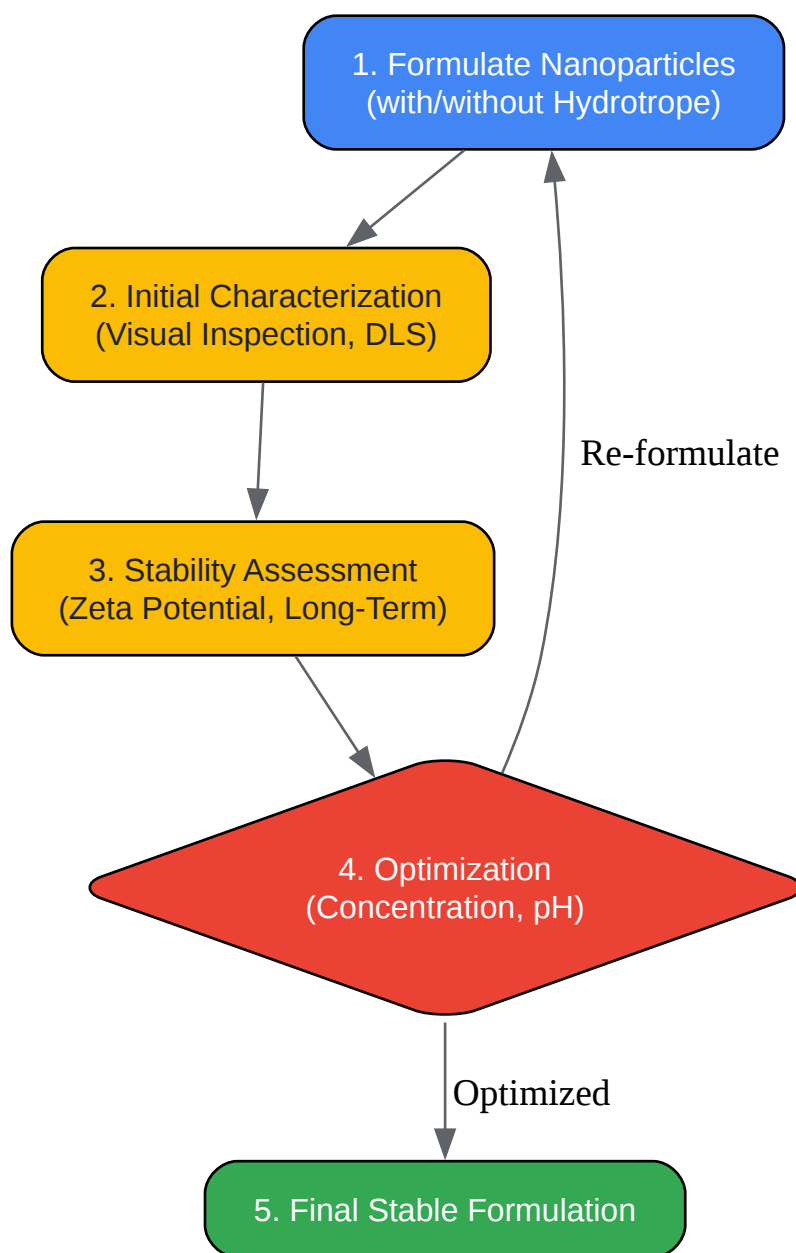 1. Formulate Nanoparticles
(with/without Hydrotrope)
2. Initial Characterization
(Visual Inspection, DLS)
Re-formulate
3. Stability Assessment
(Zeta Potential, Long-Term)
4. Optimization
(Concentration, pH)
Optimized
5. Final Stable Formulation